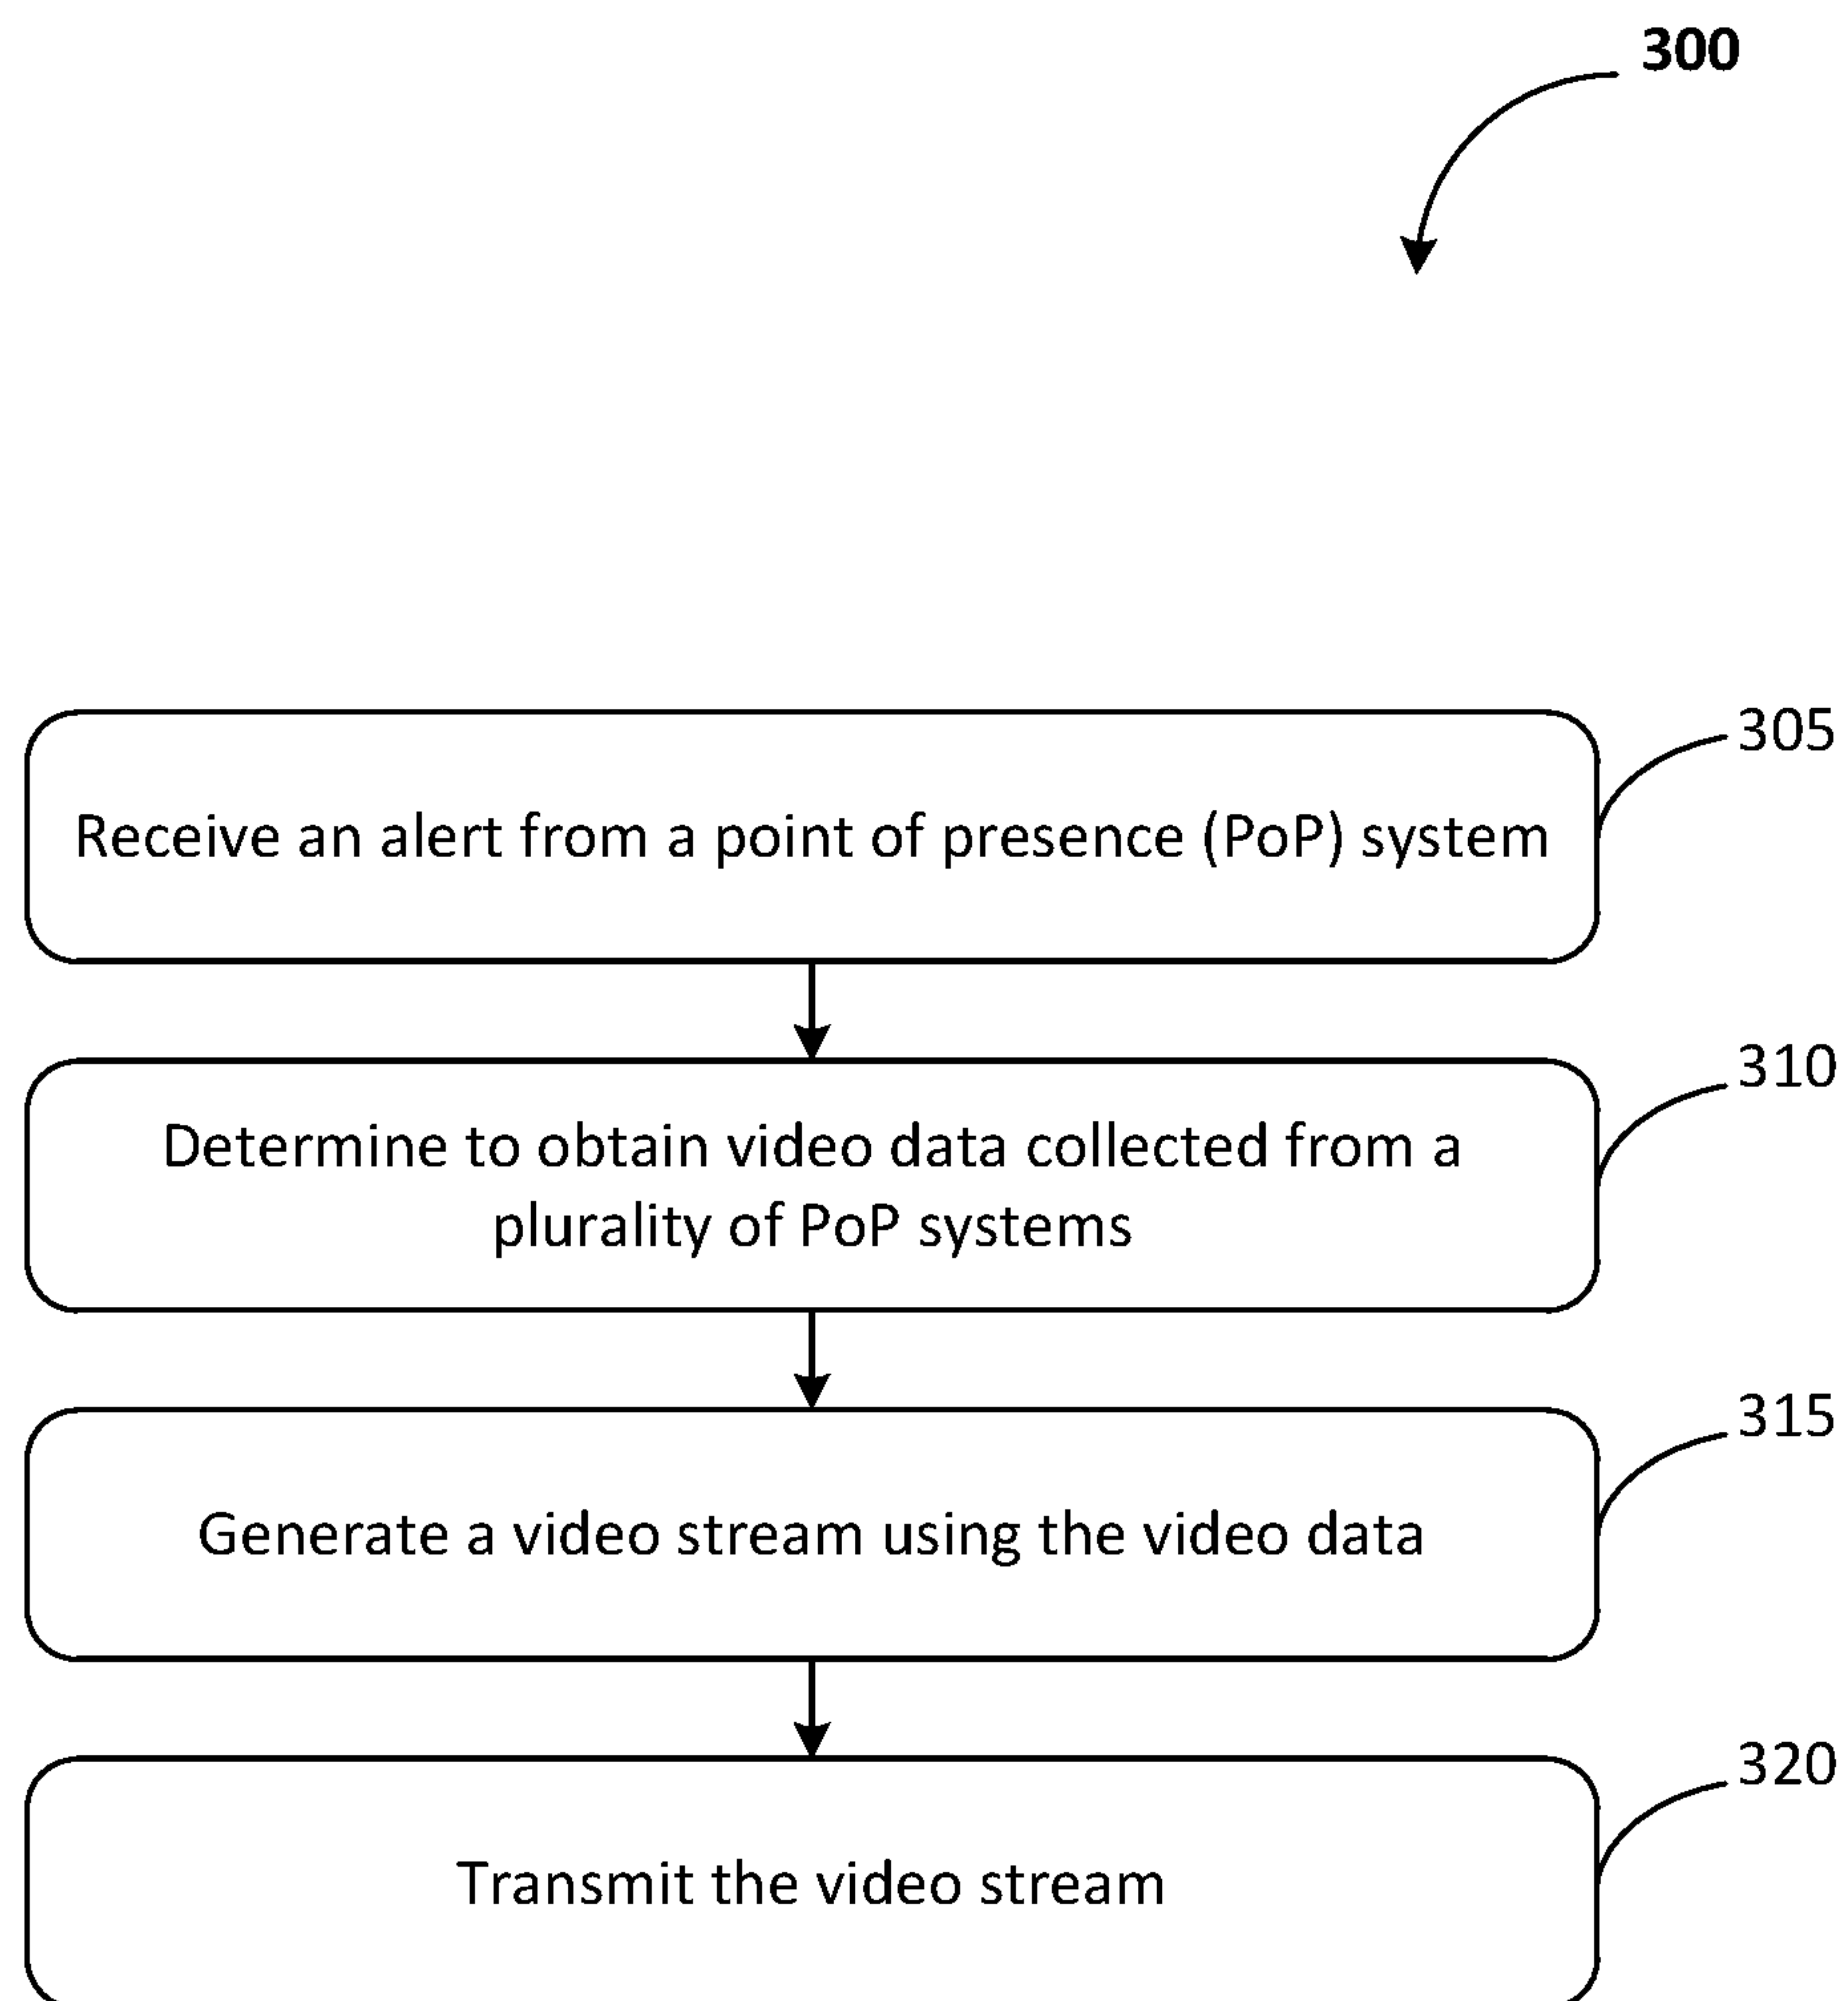 300
305
Receive an alert from a point of presence (PoP) system
310
Determine to obtain video data collected from a
plurality of PoP systems
315
Generate a video stream using the video data
320
Transmit the video stream